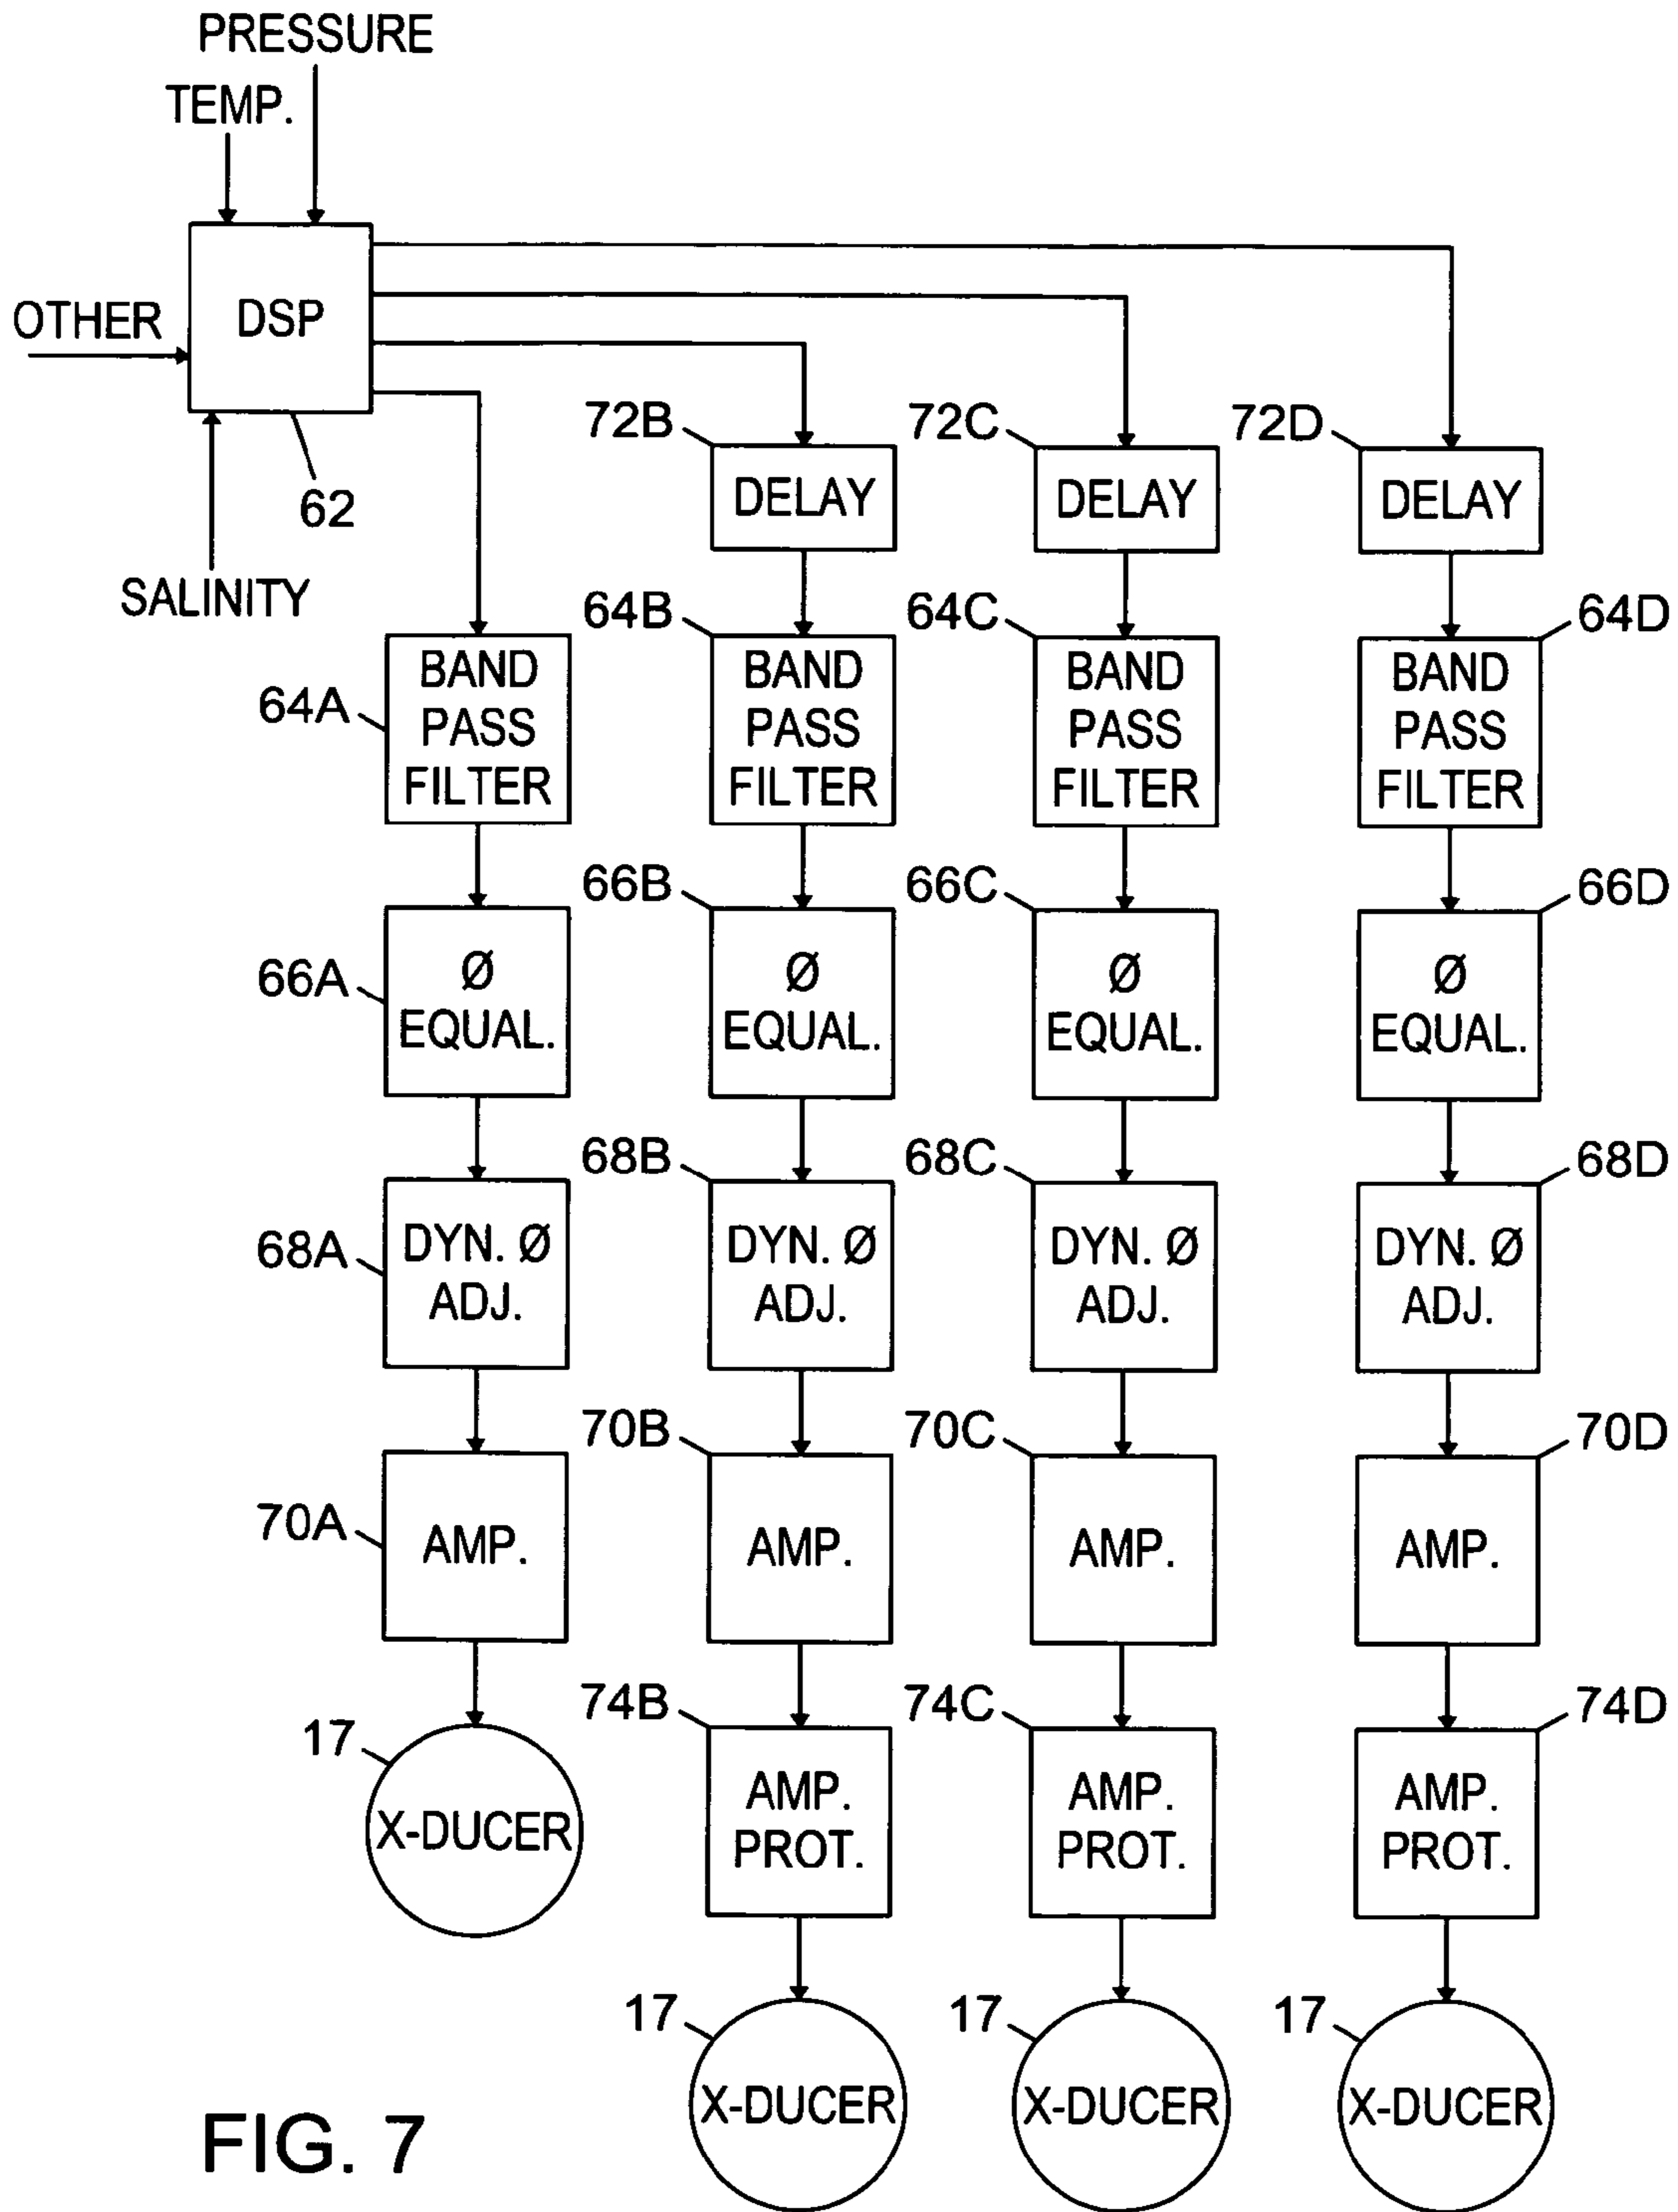 PRESSURE
TEMP.
OTHER
DSP
62
SALINITY
72B
DELAY
72C
DELAY
72D
DELAY
64A
BAND
PASS
FILTER
64B
BAND
PASS
FILTER
64C
BAND
PASS
FILTER
64D
BAND
PASS
FILTER
66A
Ø
EQUAL.
66B
Ø
EQUAL.
66C
Ø
EQUAL.
66D
Ø
EQUAL.
68A
DYN. Ø
ADJ.
68B
DYN. Ø
ADJ.
68C
DYN. Ø
ADJ.
68D
DYN. Ø
ADJ.
70A
AMP.
70B
AMP.
70C
AMP.
70D
AMP.
17
X-DUCER
74B
AMP.
PROT.
74C
AMP.
PROT.
74D
AMP.
PROT.
17
X-DUCER
17
X-DUCER
17
X-DUCER
FIG. 7